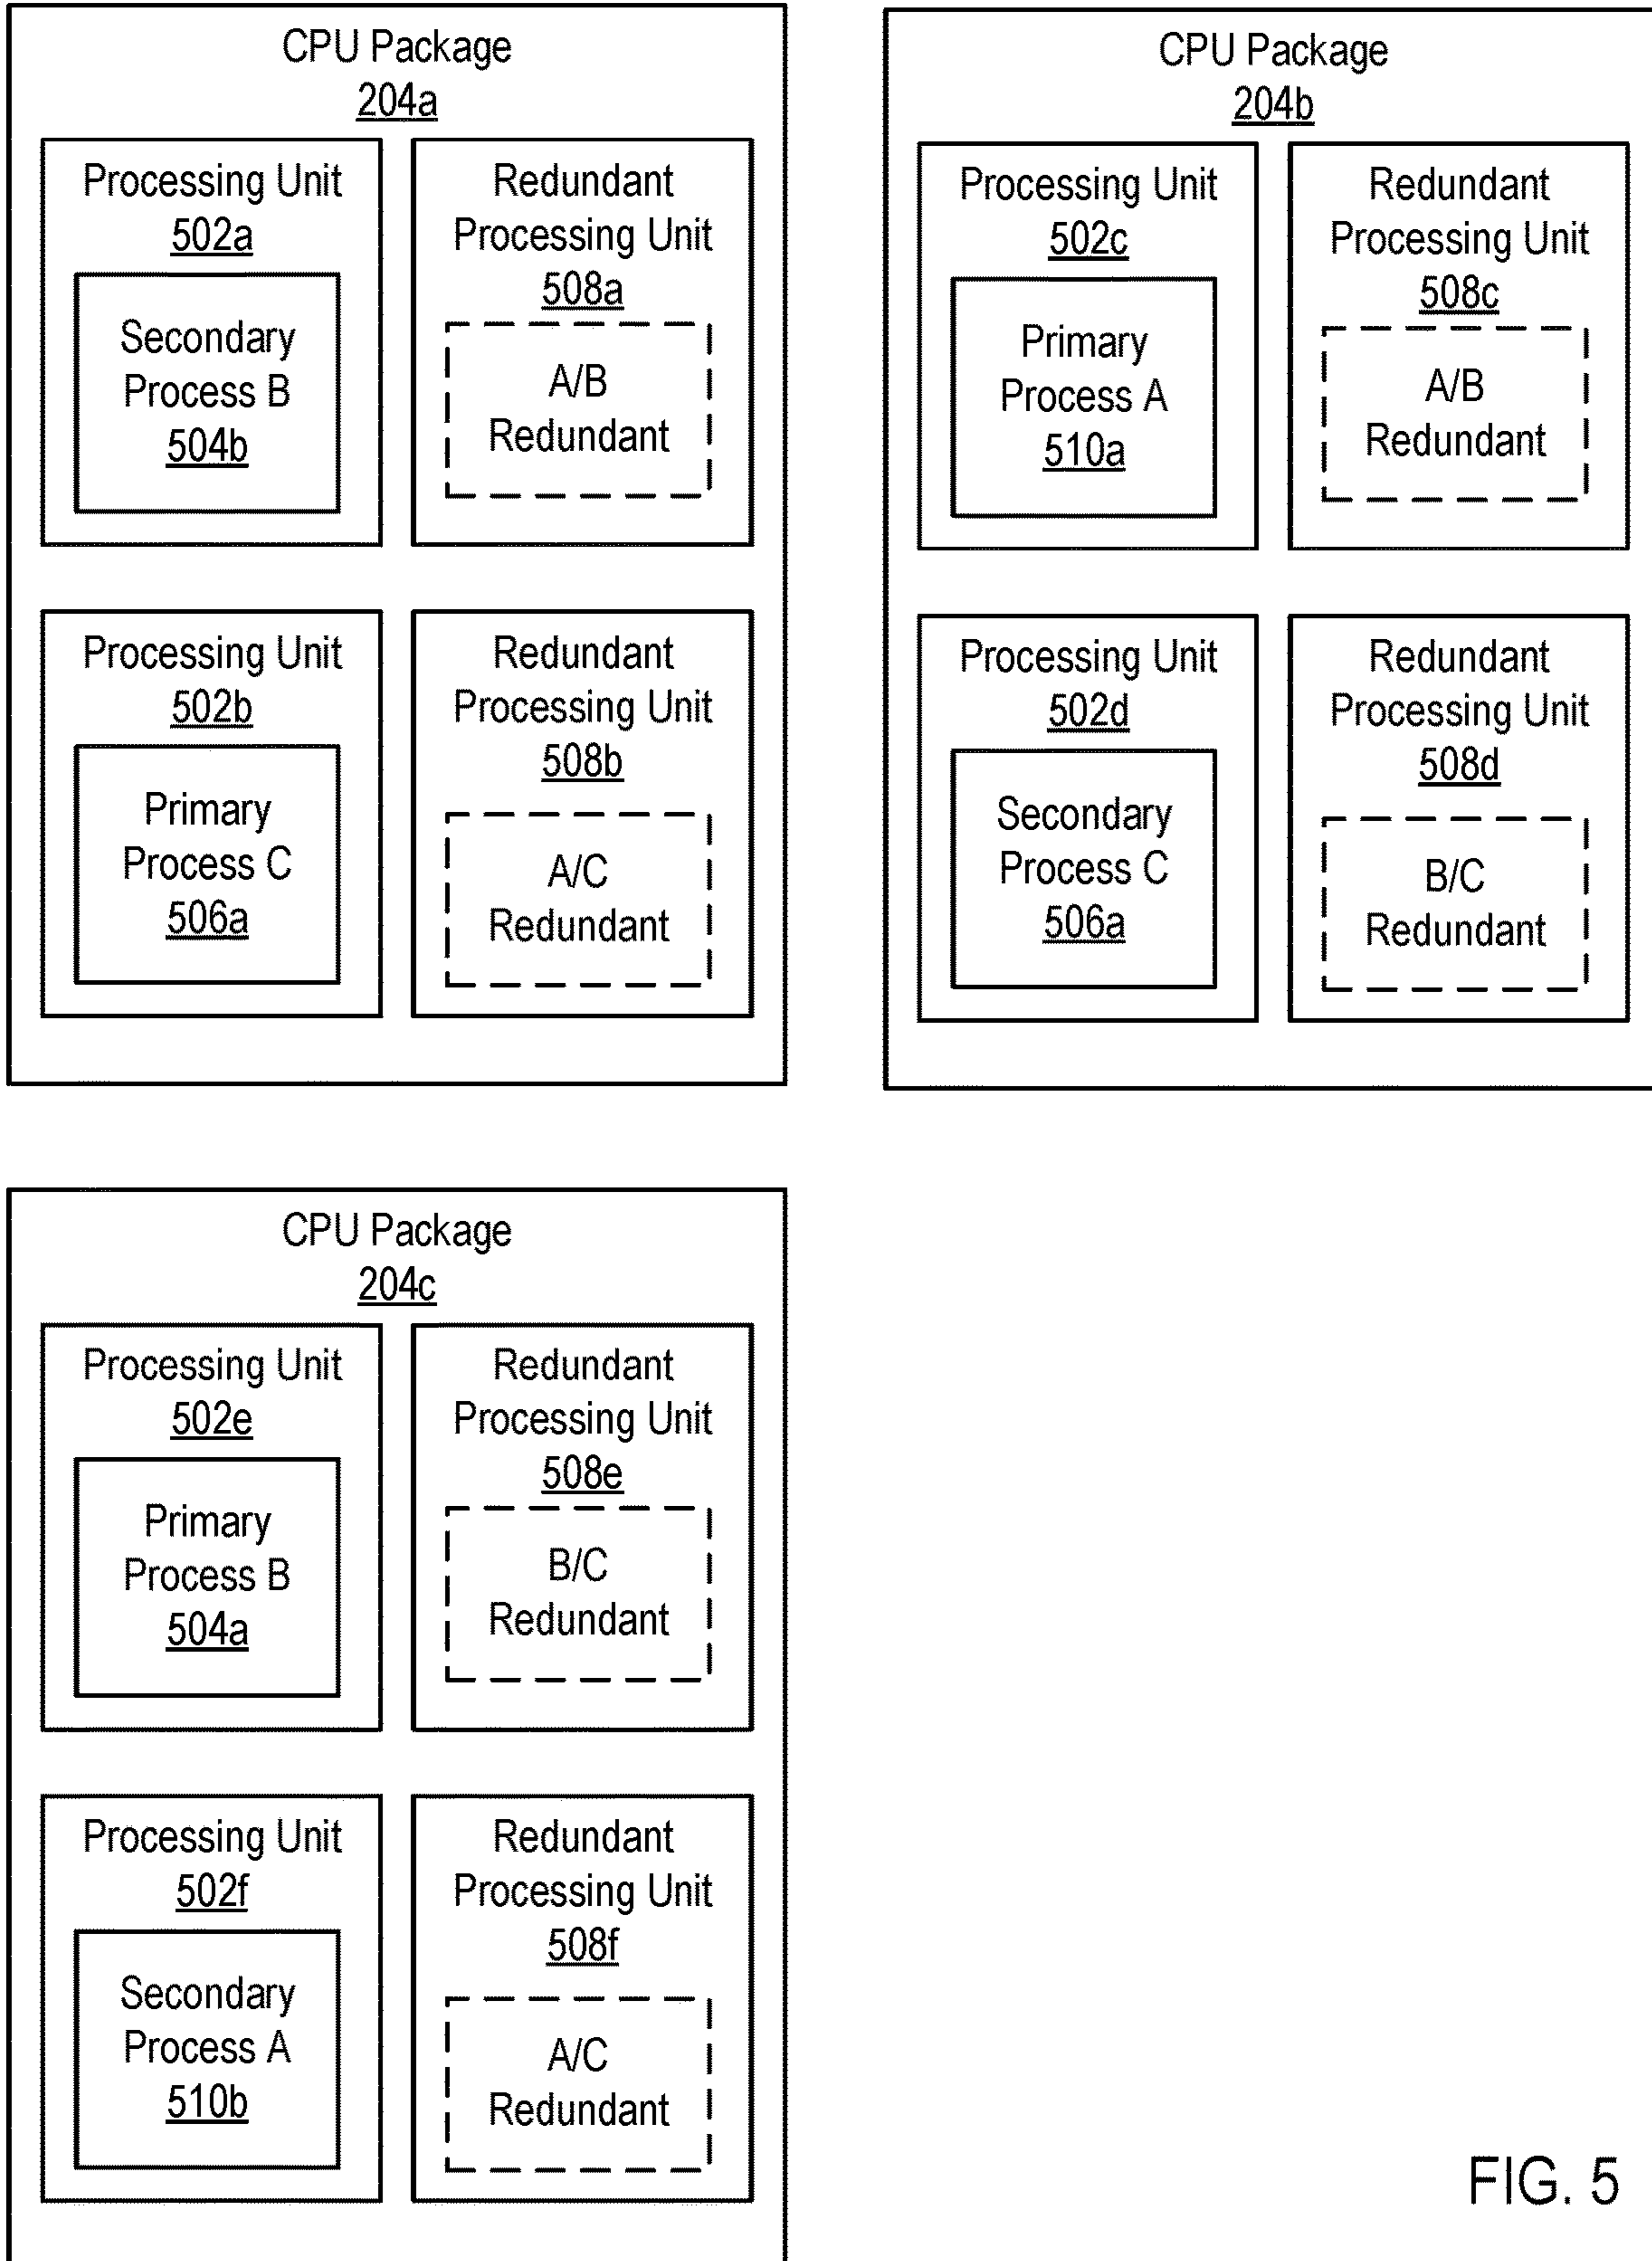 CPU Package
204a
Processing Unit
502a
Secondary
Process B
504b
Redundant
Processing Unit
508a
A/B
Redundant
Processing Unit
502b
Primary
Process C
506a
Redundant
Processing Unit
508b
A/C
Redundant
CPU Package
204b
Processing Unit
502c
Primary
Process A
510a
Redundant
Processing Unit
508c
A/B
Redundant
Processing Unit
502d
Secondary
Process C
506a
Redundant
Processing Unit
508d
B/C
Redundant
CPU Package
204c
Processing Unit
502e
Primary
Process B
504a
Redundant
Processing Unit
508e
B/C
Redundant
Processing Unit
502f
Secondary
Process A
510b
Redundant
Processing Unit
508f
A/C
Redundant
FIG. 5